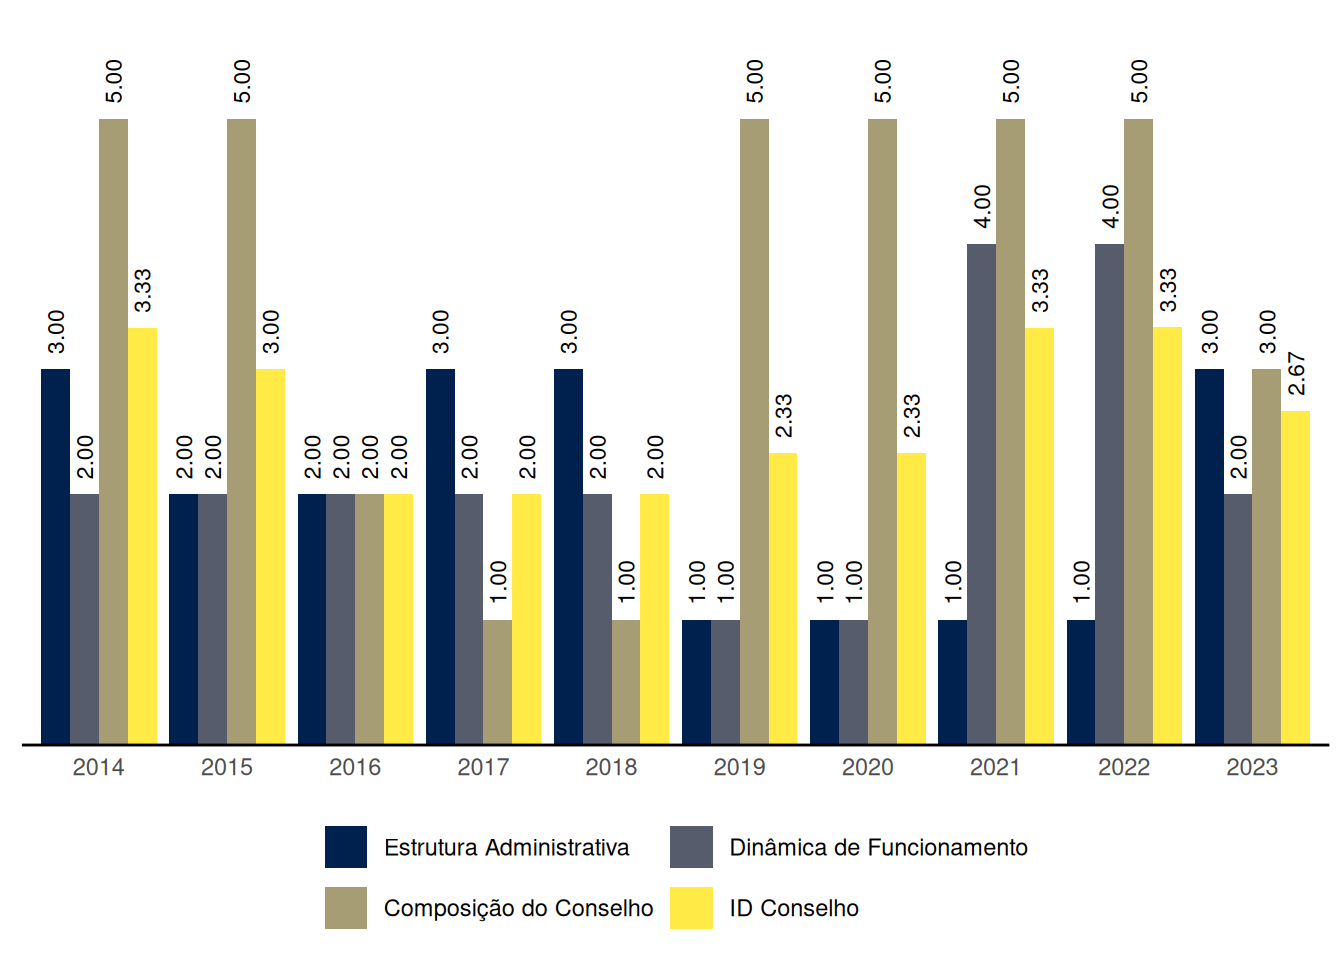 5.00 5.00 5.00 5.00 5.00 5.00
4.00 4.00
3.00 3.33 3.00 3.00 3.00 3.33 3.33 3.00 3.00
2.67
2.33 2.33
2.00 2.00 2.00 2.00 2.00 2.00 2.00 2.00 2.00 2.00 2.00 2.00
1.00 1.00 1.00 1.00 1.00 1.00 1.00 1.00
2014 2015 2016 2017 2018 2019 2020 2021 2022 2023
Estrutura Administrativa Dinâmica de Funcionamento
Composição do Conselho ID Conselho